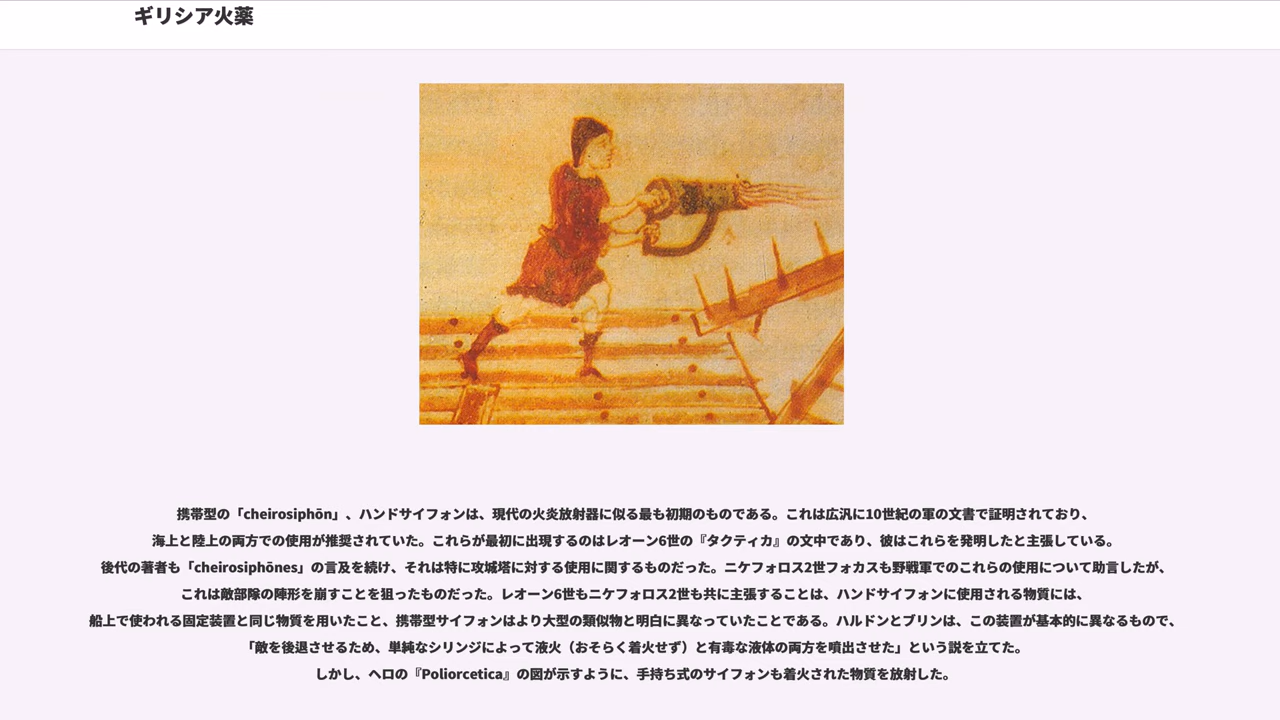 ギリシア火薬
携帯型の「cheirosiphōn」、ハンドサイフォンは、現代の火炎放射器に似る最も初期のものである。これは広汎に10世紀の軍の文書で証明されており、
海上と陸上の両方での使用が推奨されていた。これらが最初に出現するのはレオーン6世の『タクティカ』の文中であり、彼はこれらを発明したと主張している。
後代の著者も「cheirosiphōnes」の言及を続け、それは特に攻城塔に対する使用に関するものだった。ニケフォロス2世フォカスも野戦軍でのこれらの使用について助言したが、
これは敵部隊の陣形を崩すことを狙ったものだった。レオーン6世もニケフォロス2世も共に主張することは、ハンドサイフォンに使用される物質には、
船上で使われる固定装置と同じ物質を用いたこと、携帯型サイフォンはより大型の類似物と明白に異なっていたことである。ハルドンとブリンは、この装置が基本的に異なるもので、
「敵を後退させるため、単純なシリンジによって液火（おそらく着火せず）と有毒な液体の両方を噴出させた」という説を立てた。
しかし、ヘロの『Poliorcetica』の図が示すように、手持ち式のサイフォンも着火された物質を放射した。